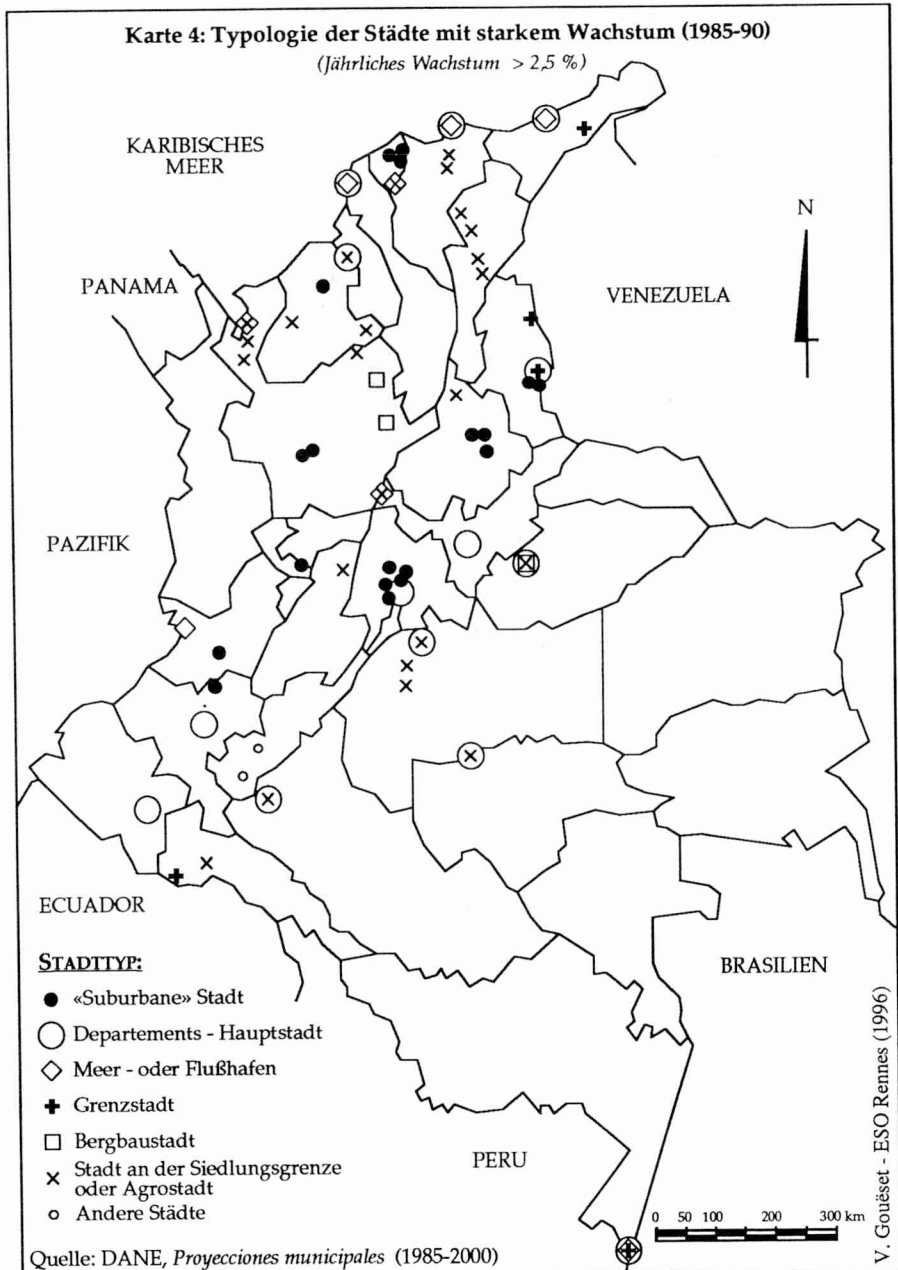 Karte 4: Typologie der Städte mit starkem Wachstum (1985-90)
(Jährliches Wachstum > 2,5 %)
KARIBISCHES
MEER
N
PANAMA
VENEZUELA
PAZIFIK
ECUADOR
BRASILIEN
PERU
STADTTYP:
«Suburbane» Stadt
Departements - Hauptstadt
Meer - oder Flußhafen
Grenzstadt
Bergbaustadt
Stadt an der Siedlungsgrenze
oder Agrostadt
Andere Städte
0 50 100 200 300 km
Quelle: DANE, Proyecciones municipales (1985-2000)
V. Gouëset - ESO Rennes (1996)